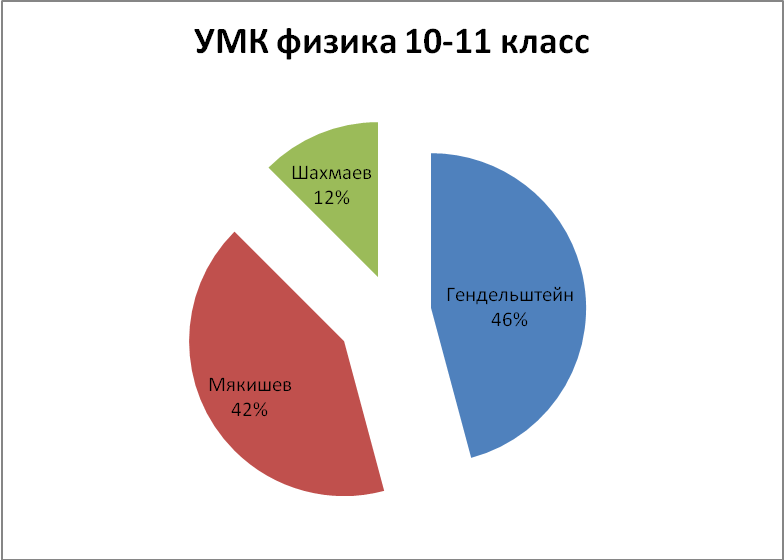 УМК физика 10-11 класс
Шахмаев
12%
Гендельштейн
46%
Мякишев
42%